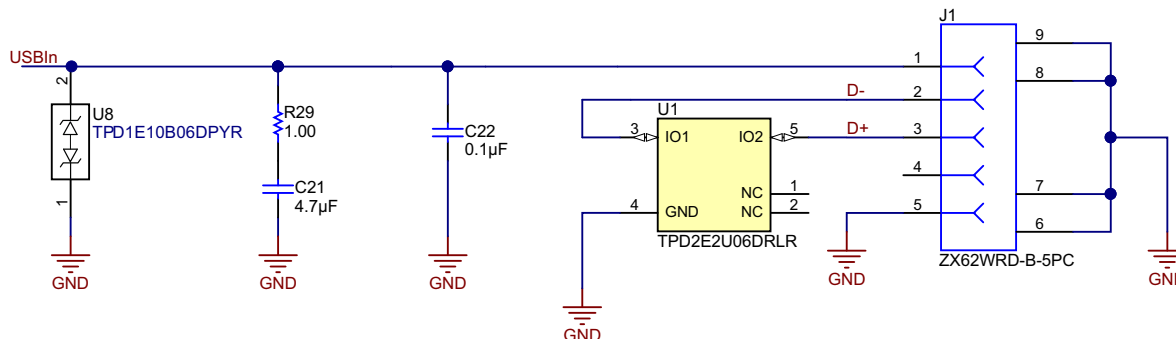 J1
USBIn
9
1
8
2
U8
TPD1E10B06DPYR
1
R29
1.00
C21
4.7µF
C22
0.1µF
D-
2
U1
3
IO1
IO2
5
D+
3
4
NC
1
NC
2
4
GND
TPD2E2U06DRLR
5
7
6
ZX62WRD-B-5PC
GND
GND
GND
GND
GND
GND